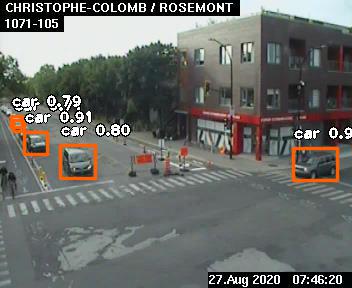 CHRISTOPHE-COLOMB / ROSEMONT
1071-105
car 0.79
car 0.91
car 0.80
car 0.9
27.Aug 2020 07:46:20